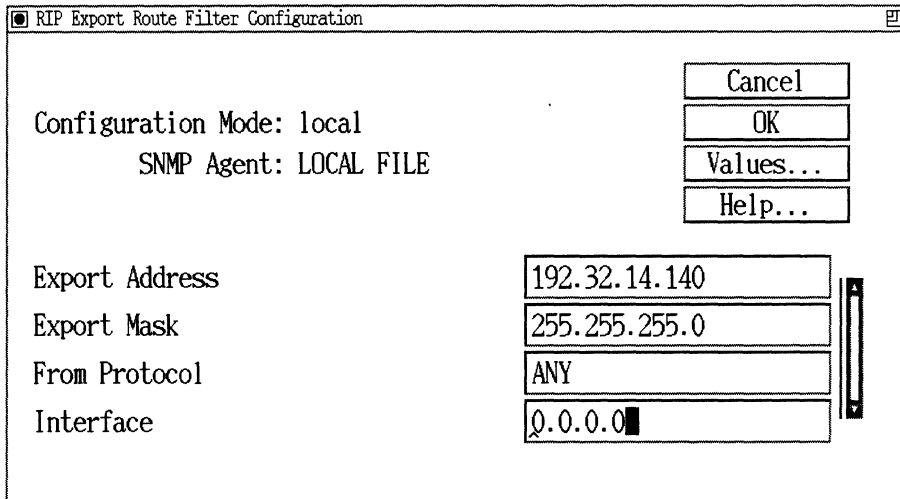 RIP Export Route Filter Configuration
Cancel
Configuration Mode: local
OK
SNMP Agent: LOCAL FILE
Values...
Help...
Export Address 192.32.14.140
Export Mask 255.255.255.0
From Protocol ANY
Interface 0.0.0.0